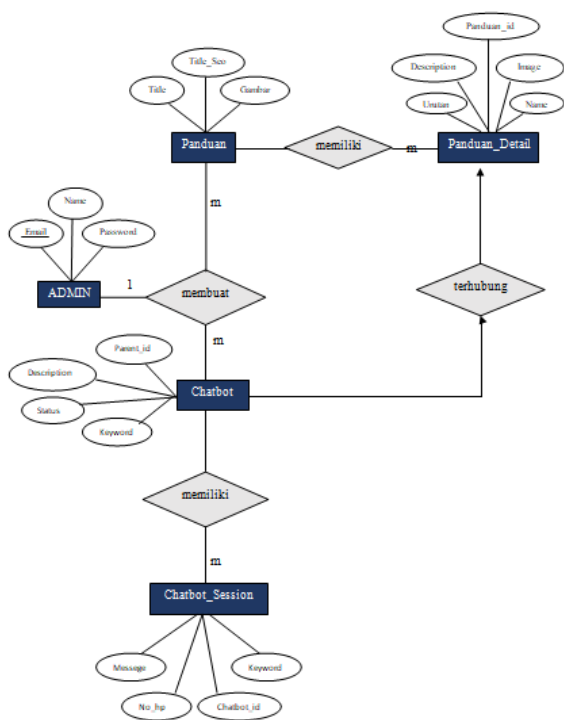 Panduan_id
Title_Seo
Description
Image
Title
Gambar
Urutan
Name
Panduan
memiliki
m
Panduan_Detail
m
Name
Email
Password
ADMIN
1
membuat
terhubung
m
Parent_id
Description
Chatbot
Status
Keyword
memiliki
m
Chatbot_Session
Message
Keyword
No_hp
Chatbot_id